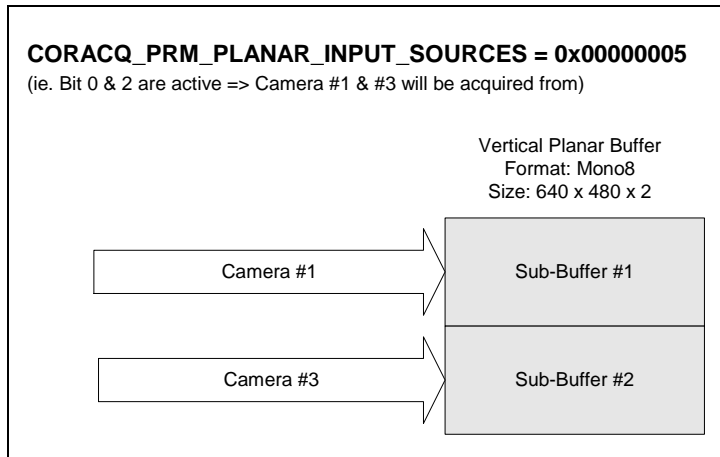 CORACQ_PRM_PLANAR_INPUT_SOURCES = 0x00000005
(ie. Bit 0 & 2 are active => Camera #1 & #3 will be acquired from)
Vertical Planar Buffer
Format: Mono8
Size: 640 x 480 x 2
Camera #1
Sub-Buffer #1
Camera #3
Sub-Buffer #2